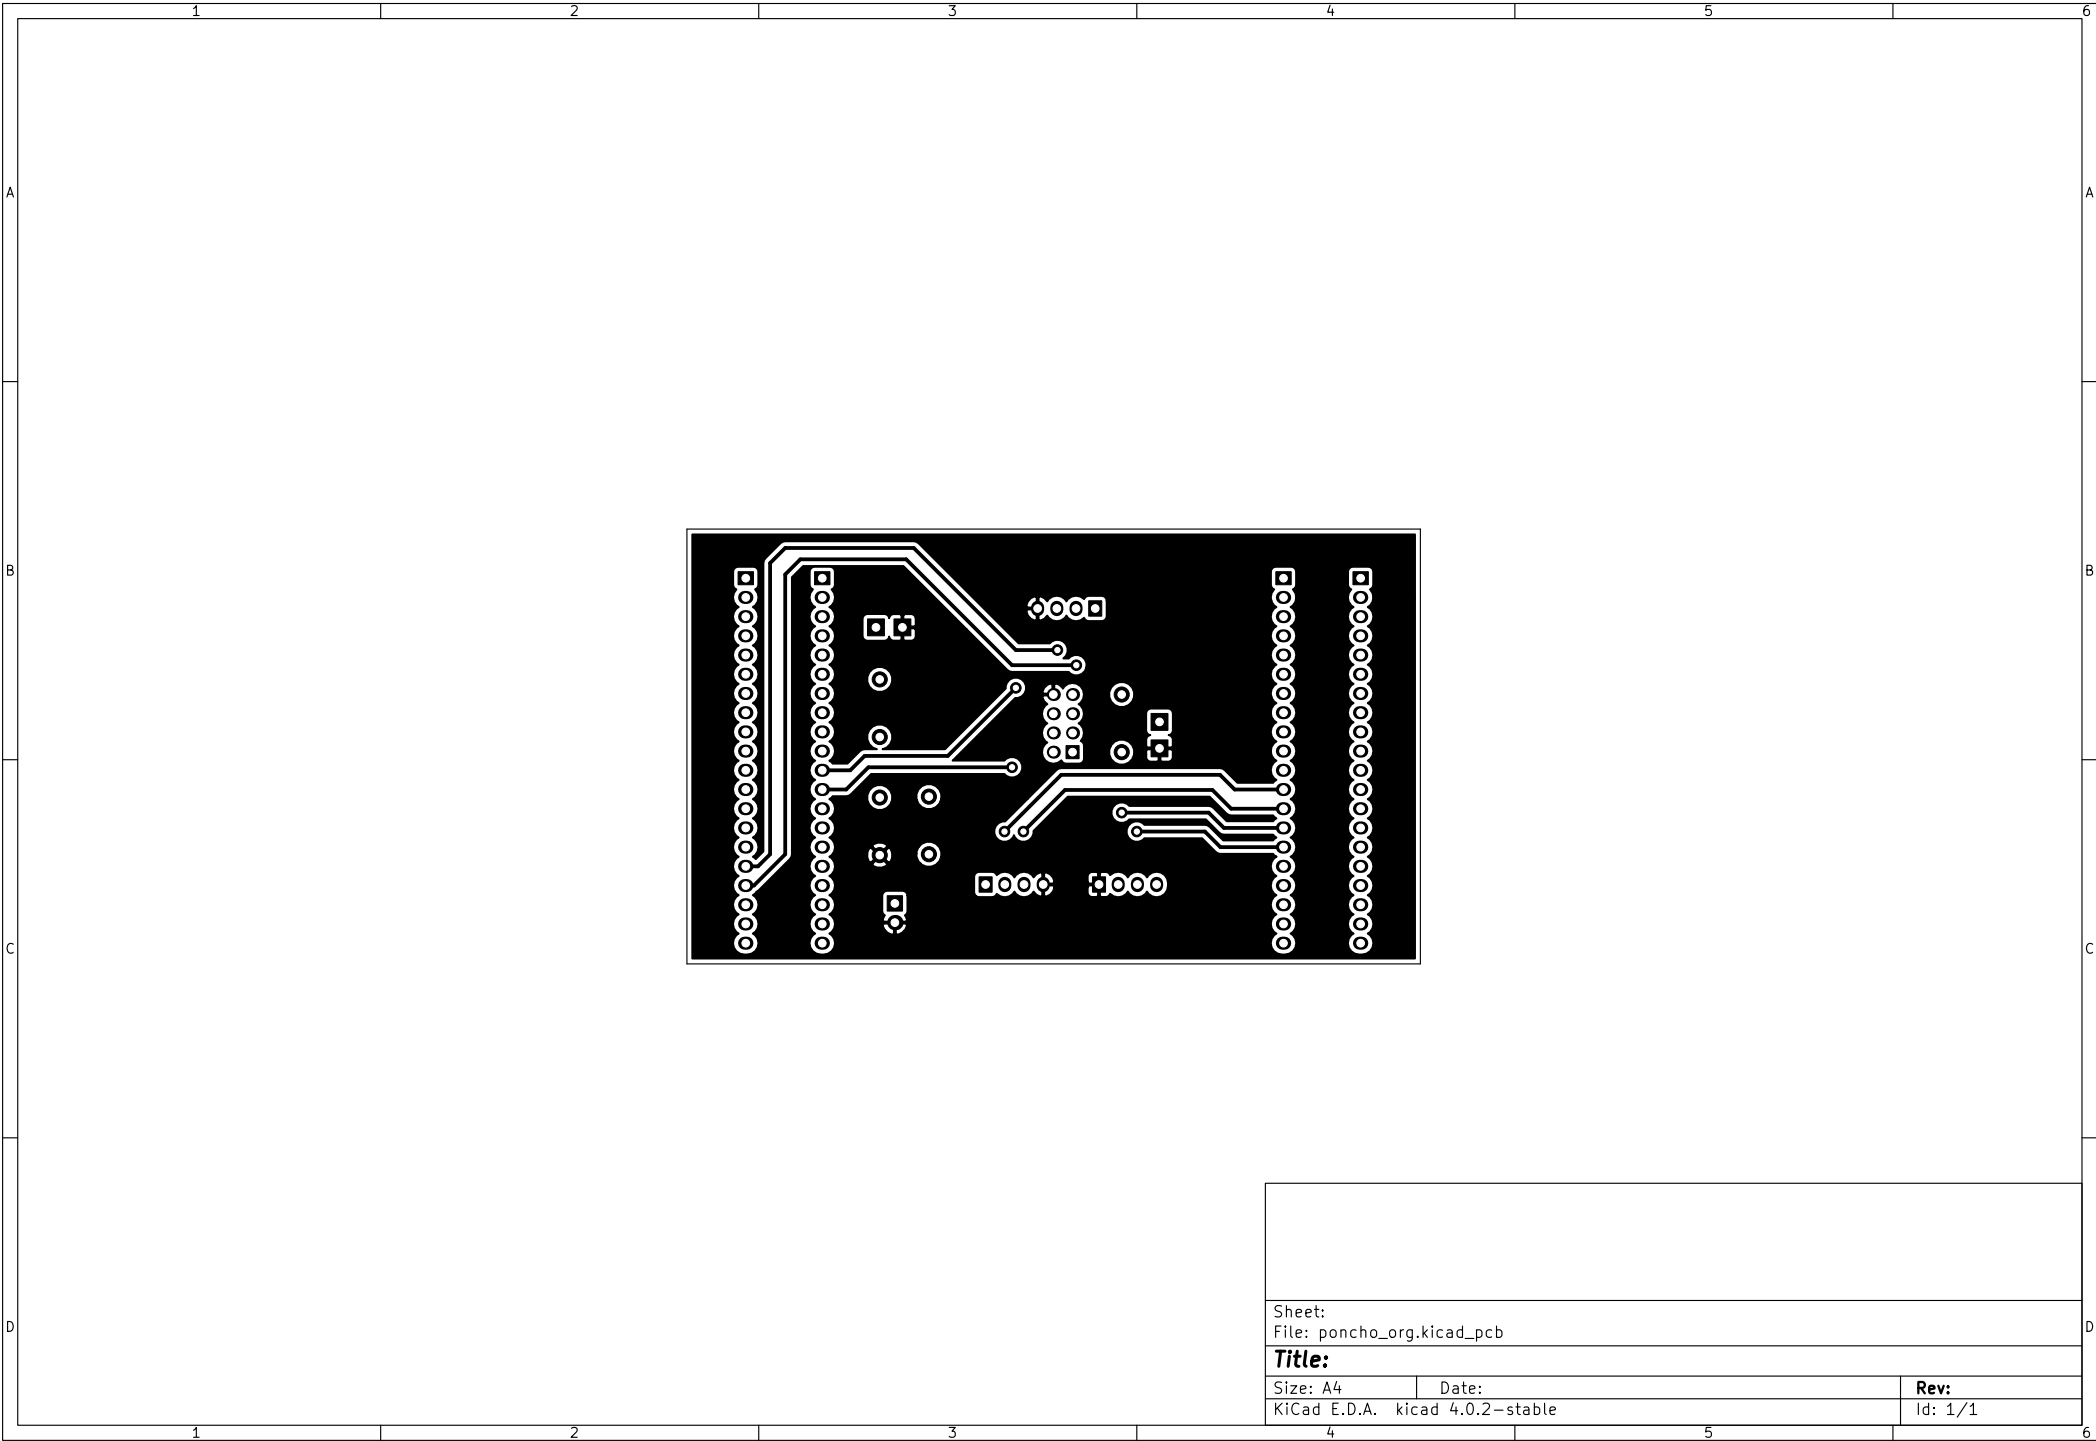 1 2 3 4 5 6
A A
B B
C C
D D
Sheet:
File: poncho_org.kicad_pcb
Title:
Size: A4 Date: Rev:
KiCad E.D.A. kicad 4.0.2-stable Id: 1/1
1 2 3 4 5 6